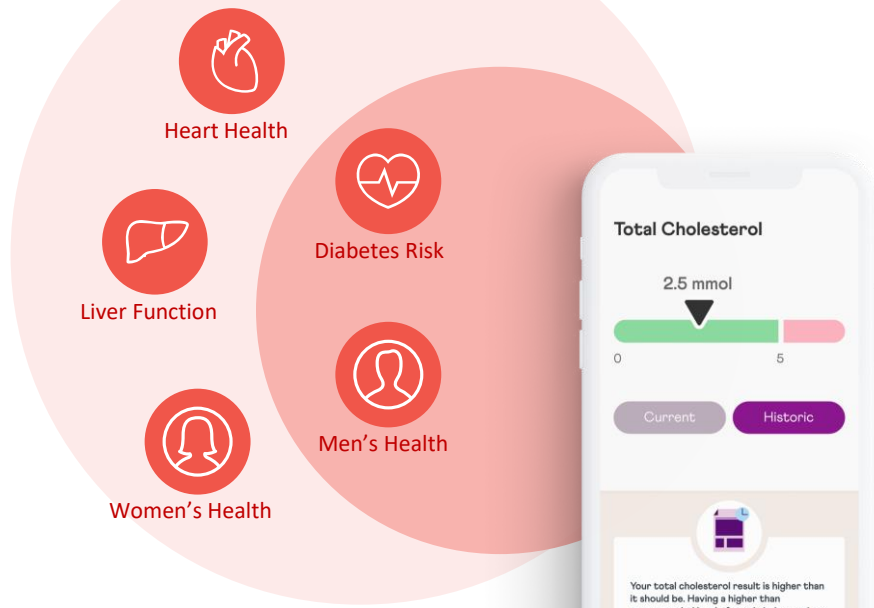 Heart Health
Diabetes Risk
Liver Function
Men’s Health
Women’s Health
Total Cholesterol
2.5 mmol
0 5
Current Historic
Your total cholesterol result is higher than
it should be. Having a higher than